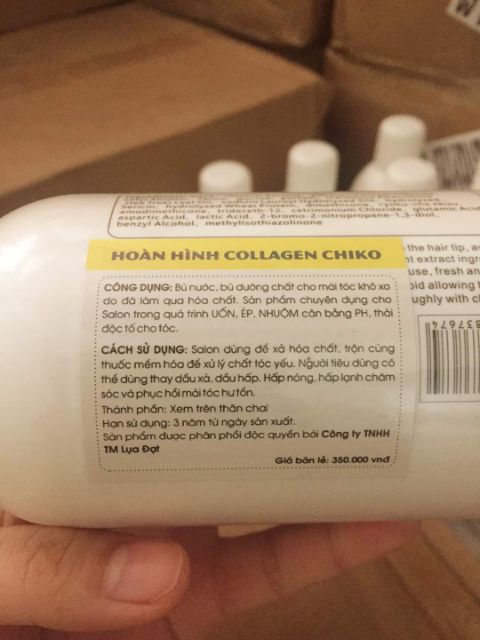 Sericin, hydrolyzed Wheat Protein, dimethicone,
amodimethicone, trideceth-12, cetrimonium Chloride, glutamic Acid
aspartic Acid, lactic Acid, 2-bromo-2-nitropropane-1,3-diol,
benzyl Alcohol, methylisothiazolinone
HOÀN HÌNH COLLAGEN CHIKO
CÔNG DỤNG: Bù nước, bù dưỡng chất cho mái tóc khô xơ
do đã làm qua hóa chất. Sản phẩm chuyên dụng cho
Salon trong quá trình UỐN, ÉP, NHUỘM cân bằng PH, thải
độc tố cho tóc.
CÁCH SỬ DỤNG: Salon dùng để xả hóa chất, trộn cùng
thuốc mềm hóa để xử lý chất tóc yếu. Người tiêu dùng có
thể dùng thay dầu xả, dầu hấp. Hấp nóng, hấp lạnh chăm
sóc và phục hồi mái tóc hư tổn.
Thành phần: Xem trên thân chai
Hạn sử dụng: 3 năm từ ngày sản xuất.
Sản phẩm được phân phối độc quyền bởi Công ty TNHH
TM Lụa Đạt
Giá bán lẻ: 350.000 vnđ
the hair tip, av
extract ingr
use, fresh an
oid allowing t
ughly with cl
837674